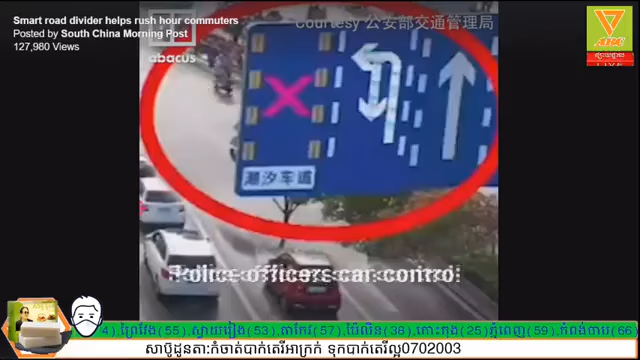 Smart road divider helps rush hour commuters
Posted by South China Morning Post
127,980 Views
Courtesy 公安部交通管理局
abacus
潮汐车道
Police officers can control
4) ព្រៃវែង (55) , ស្វាយរៀង (53) , តាកែវ (57) , ប៉ៃលិន (38) , កោះកុង (25) ភ្នំពេញ (59) , កំពង់ចាម (66)
សាប៊ូដូនតា:កំចាត់បាក់តេរីអាក្រក់ ទុកបាក់តេរីល្អ0702003